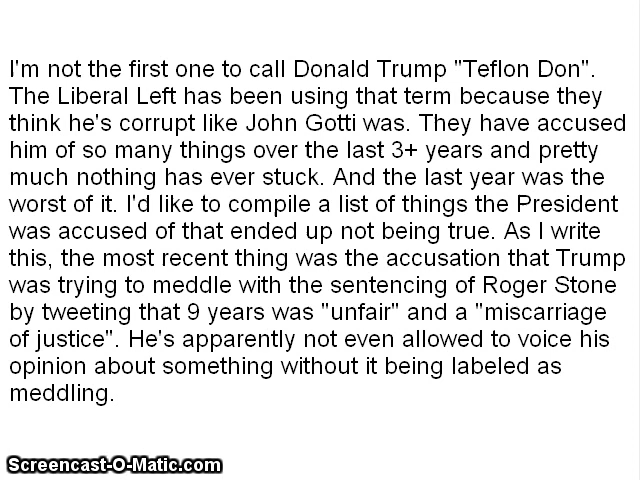 I'm not the first one to call Donald Trump "Teflon Don".
The Liberal Left has been using that term because they
think he's corrupt like John Gotti was. They have accused
him of so many things over the last 3+ years and pretty
much nothing has ever stuck. And the last year was the
worst of it. I'd like to compile a list of things the President
was accused of that ended up not being true. As I write
this, the most recent thing was the accusation that Trump
was trying to meddle with the sentencing of Roger Stone
by tweeting that 9 years was "unfair" and a "miscarriage
of justice". He's apparently not even allowed to voice his
opinion about something without it being labeled as
meddling.
Screencast-O-Matic.com